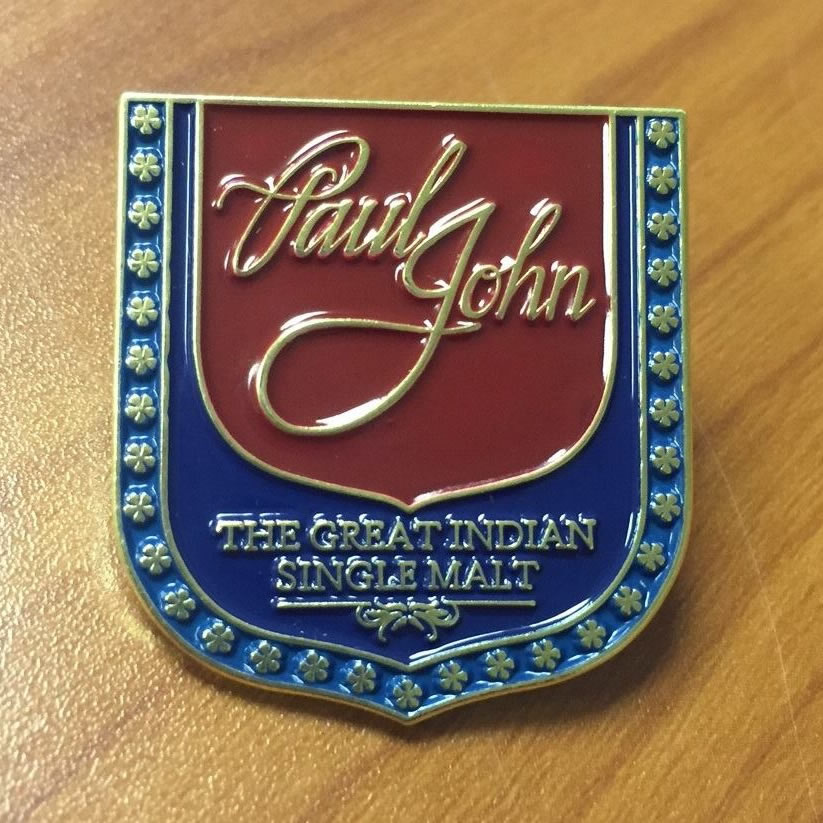 Paul John
THE GREAT INDIAN
SINGLE MALT